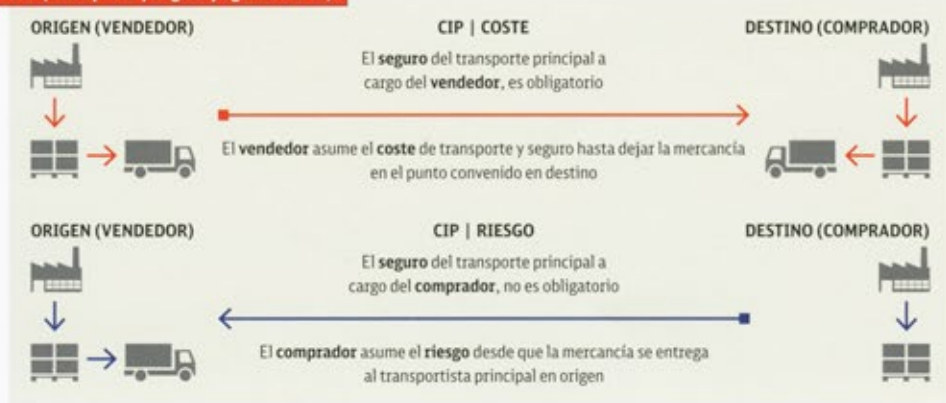 ORIGEN (VENDEDOR)
CIP | COSTE
DESTINO (COMPRADOR)
El seguro del transporte principal a
cargo del vendedor, es obligatorio
El vendedor asume el coste de transporte y seguro hasta dejar la mercancía
en el punto convenido en destino
ORIGEN (VENDEDOR)
CIP | RIESGO
DESTINO (COMPRADOR)
El seguro del transporte principal a
cargo del comprador, no es obligatorio
El comprador asume el riesgo desde que la mercancía se entrega
al transportista principal en origen